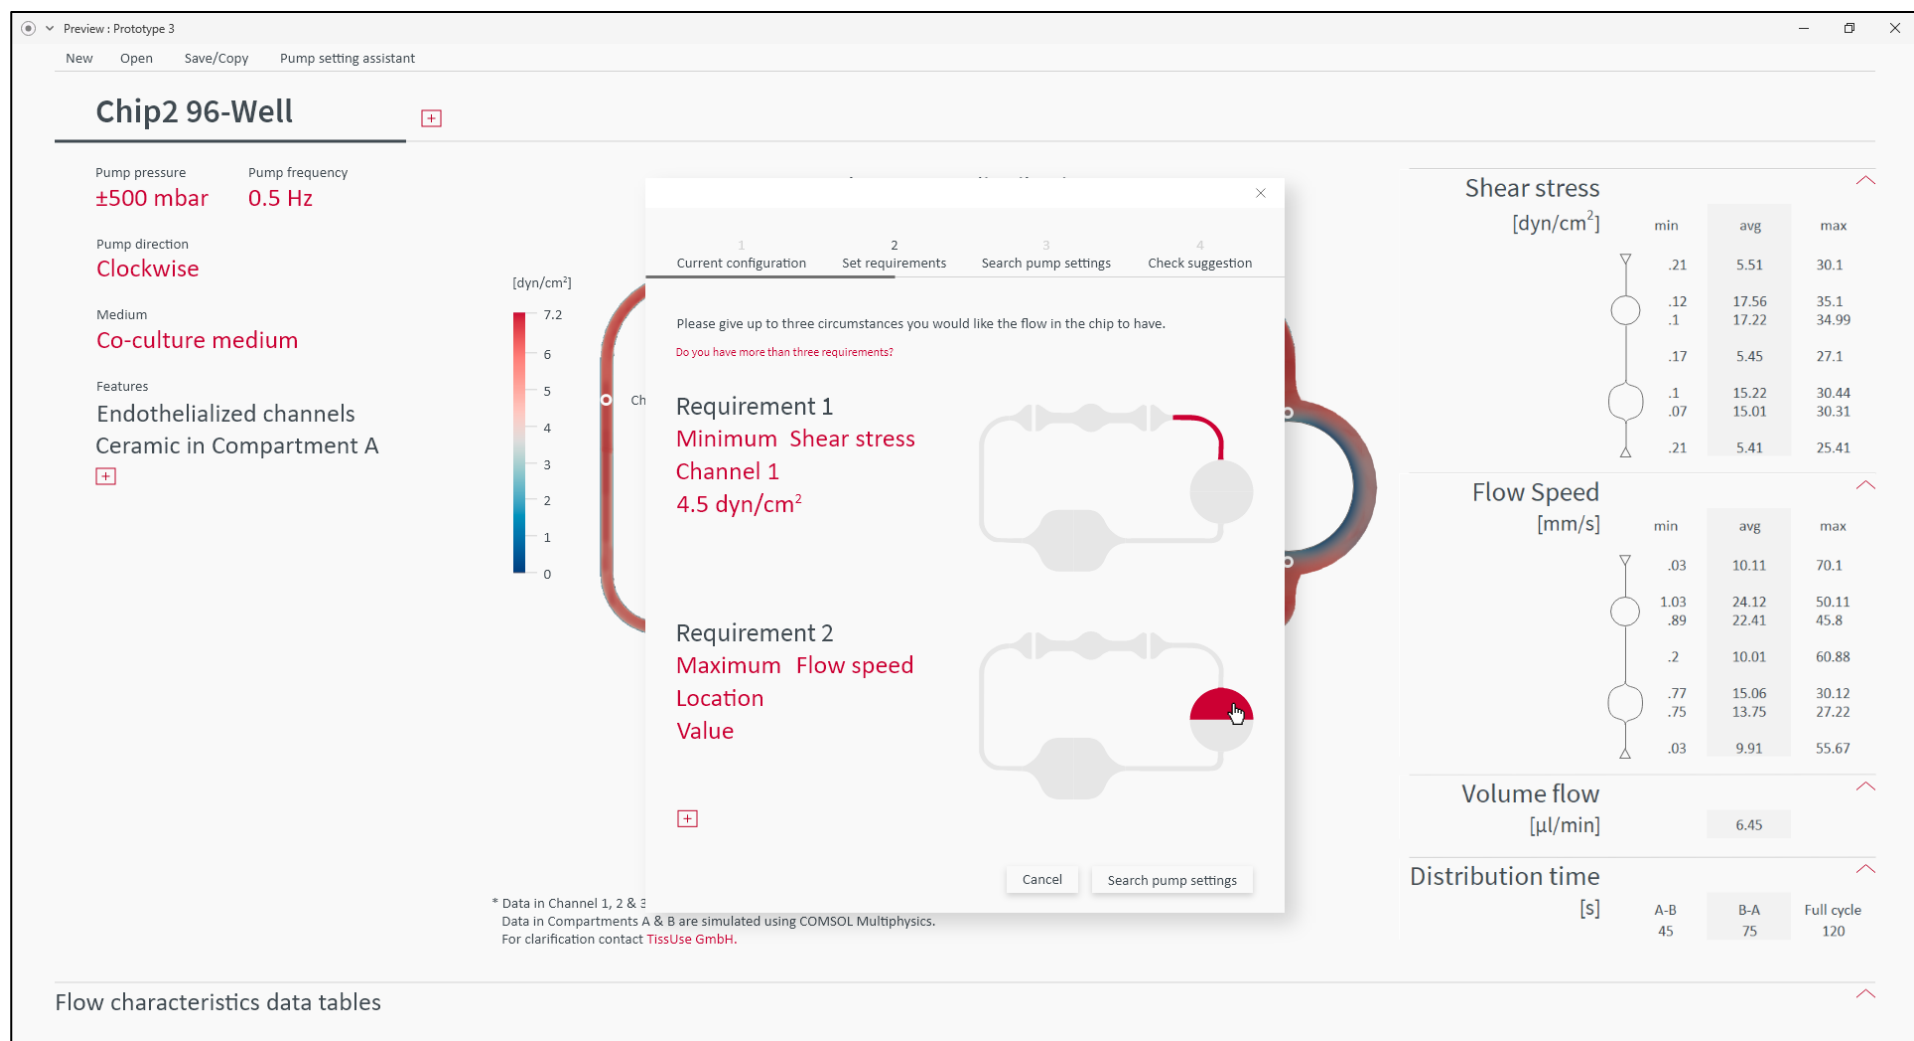 Preview : Prototype 3
New Open Save/Copy Pump setting assistant
Chip2 96-Well
Pump pressure Pump frequency
±500 mbar 0.5 Hz
Pump direction
Clockwise
Medium
Co-culture medium
Features
Endothelialized channels
Ceramic in Compartment A
[dyn/cm²]
7.2
6
5
4
3
2
1
0
Ch
1 2 3 4
Current configuration Set requirements Search pump settings Check suggestion
Please give up to three circumstances you would like the flow in the chip to have.
Do you have more than three requirements?
Requirement 1
Minimum Shear stress
Channel 1
4.5 dyn/cm²
Requirement 2
Maximum Flow speed
Location
Value
Cancel Search pump settings
* Data in Channel 1, 2 &
Data in Compartments A & B are simulated using COMSOL Multiphysics.
For clarification contact TissUse GmbH.
Shear stress
[dyn/cm²] min avg max
.21 5.51 30.1
.12 17.56 35.1
.1 17.22 34.99
.17 5.45 27.1
.1 15.22 30.44
.07 15.01 30.31
.21 5.41 25.41
Flow Speed
[mm/s] min avg max
.03 10.11 70.1
1.03 24.12 50.11
.89 22.41 45.8
.2 10.01 60.88
.77 15.06 30.12
.75 13.75 27.22
.03 9.91 55.67
Volume flow
[µl/min] 6.45
Distribution time
[s] A-B B-A Full cycle
45 75 120
Flow characteristics data tables